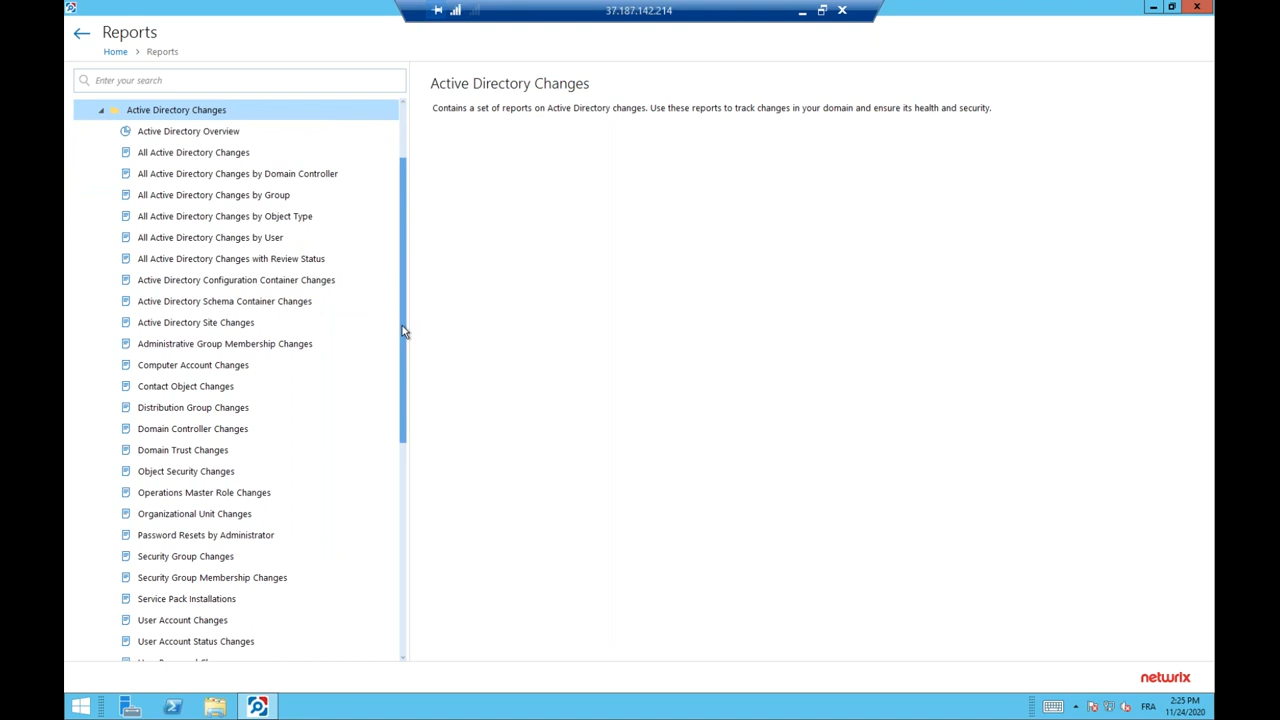 37.187.142.214
Reports
Home > Reports
Enter your search
Active Directory Changes
Active Directory Overview
All Active Directory Changes
All Active Directory Changes by Domain Controller
All Active Directory Changes by Group
All Active Directory Changes by Object Type
All Active Directory Changes by User
All Active Directory Changes with Review Status
Active Directory Configuration Container Changes
Active Directory Schema Container Changes
Active Directory Site Changes
Administrative Group Membership Changes
Computer Account Changes
Contact Object Changes
Distribution Group Changes
Domain Controller Changes
Domain Trust Changes
Object Security Changes
Operations Master Role Changes
Organizational Unit Changes
Password Resets by Administrator
Security Group Changes
Security Group Membership Changes
Service Pack Installations
User Account Changes
User Account Status Changes
Active Directory Changes
Contains a set of reports on Active Directory changes. Use these reports to track changes in your domain and ensure its health and security.
netwrix
FRA
2:25 PM
11/24/2020